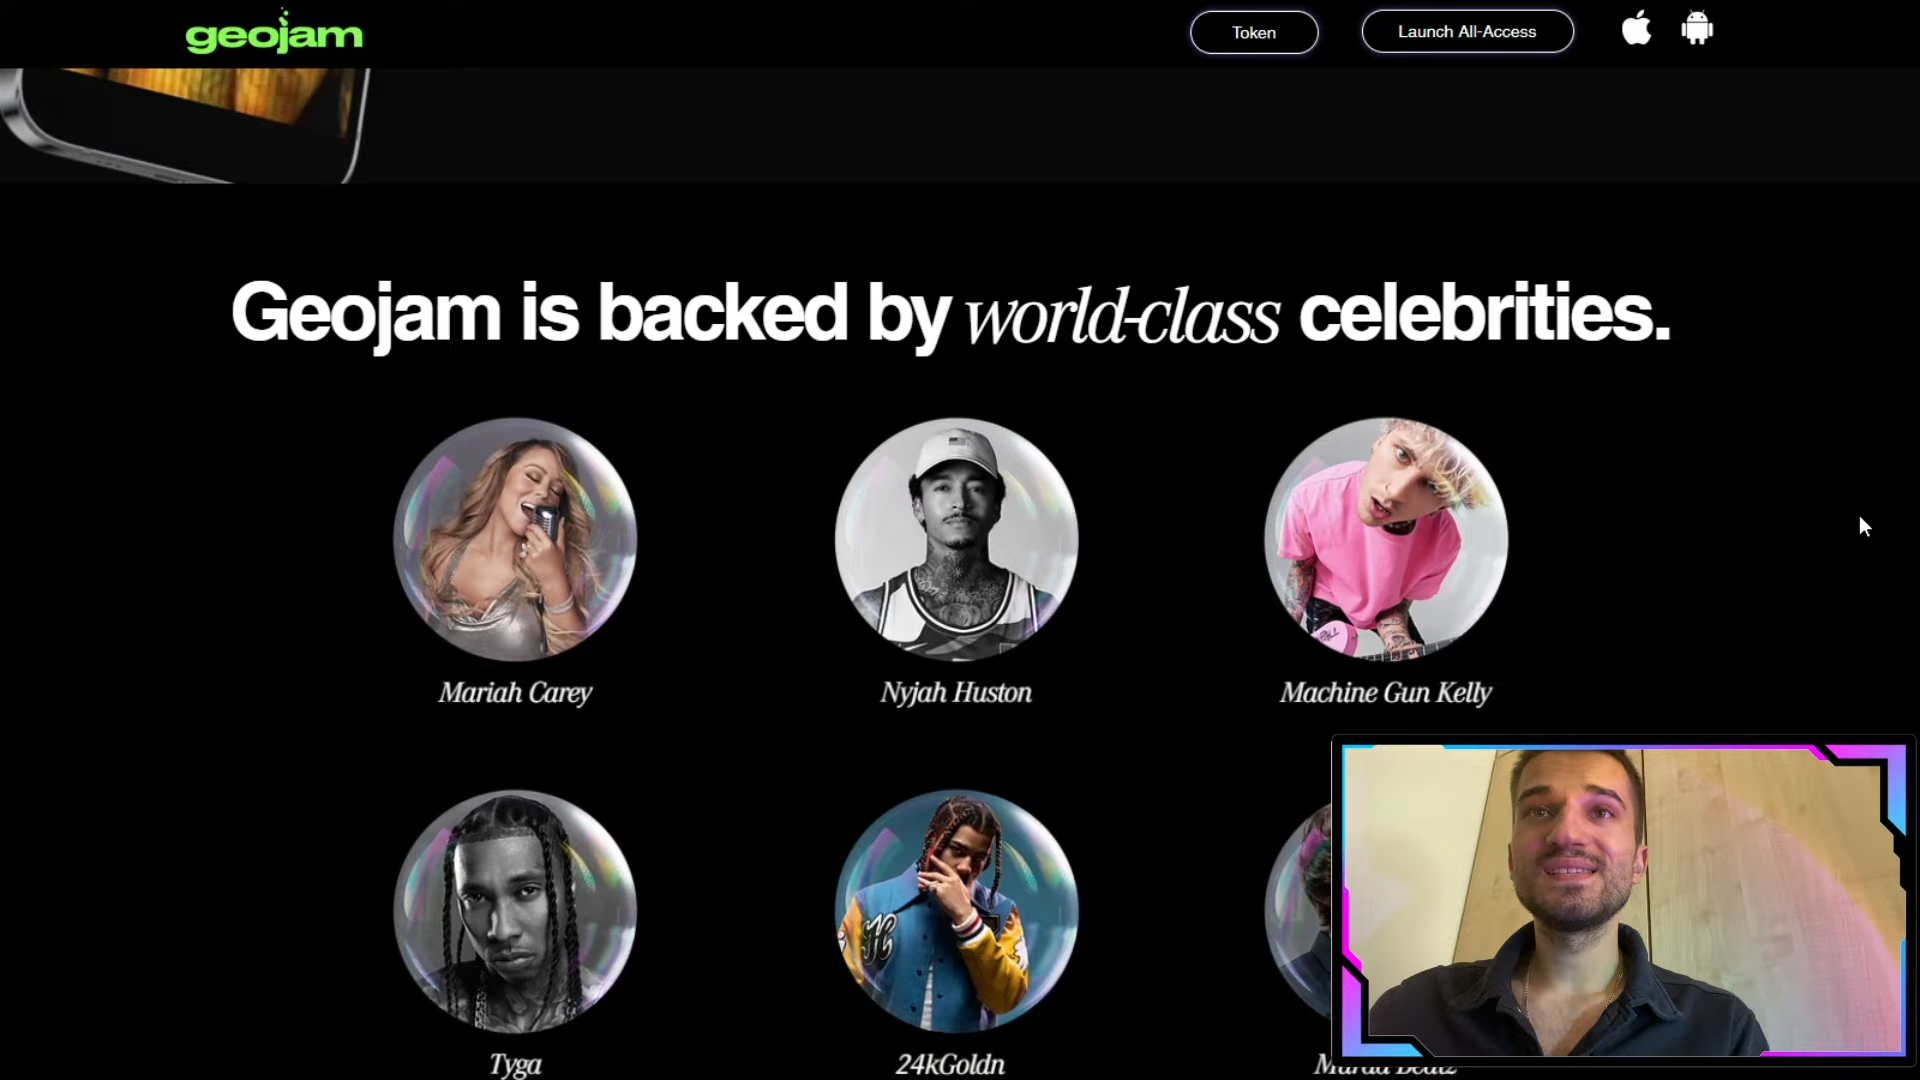 geojam
Token
Launch All-Access
Geojam is backed by world-class celebrities.
Mariah Carey
Nyjah Huston
Machine Gun Kelly
Tyga
24kGoldn